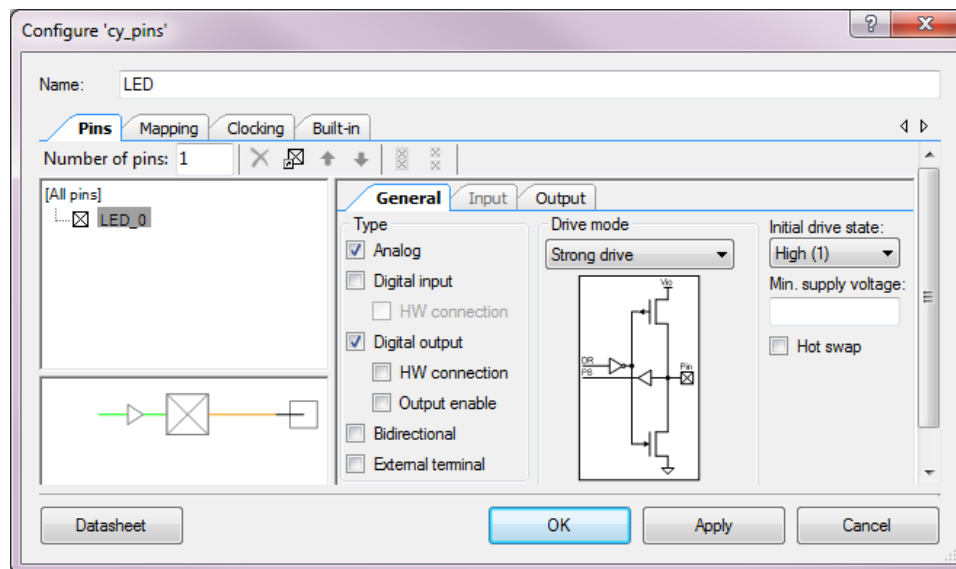 Configure 'cy_pins'
Name: LED
Pins Mapping Clocking Built-in
Number of pins: 1
[All pins]
LED_0
General Input Output
Type
Analog
Digital input
HW connection
Digital output
HW connection
Output enable
Bidirectional
External terminal
Drive mode
Strong drive
Vio
DR
PS
Pin
Initial drive state:
High (1)
Min. supply voltage:
Hot swap
Datasheet OK Apply Cancel